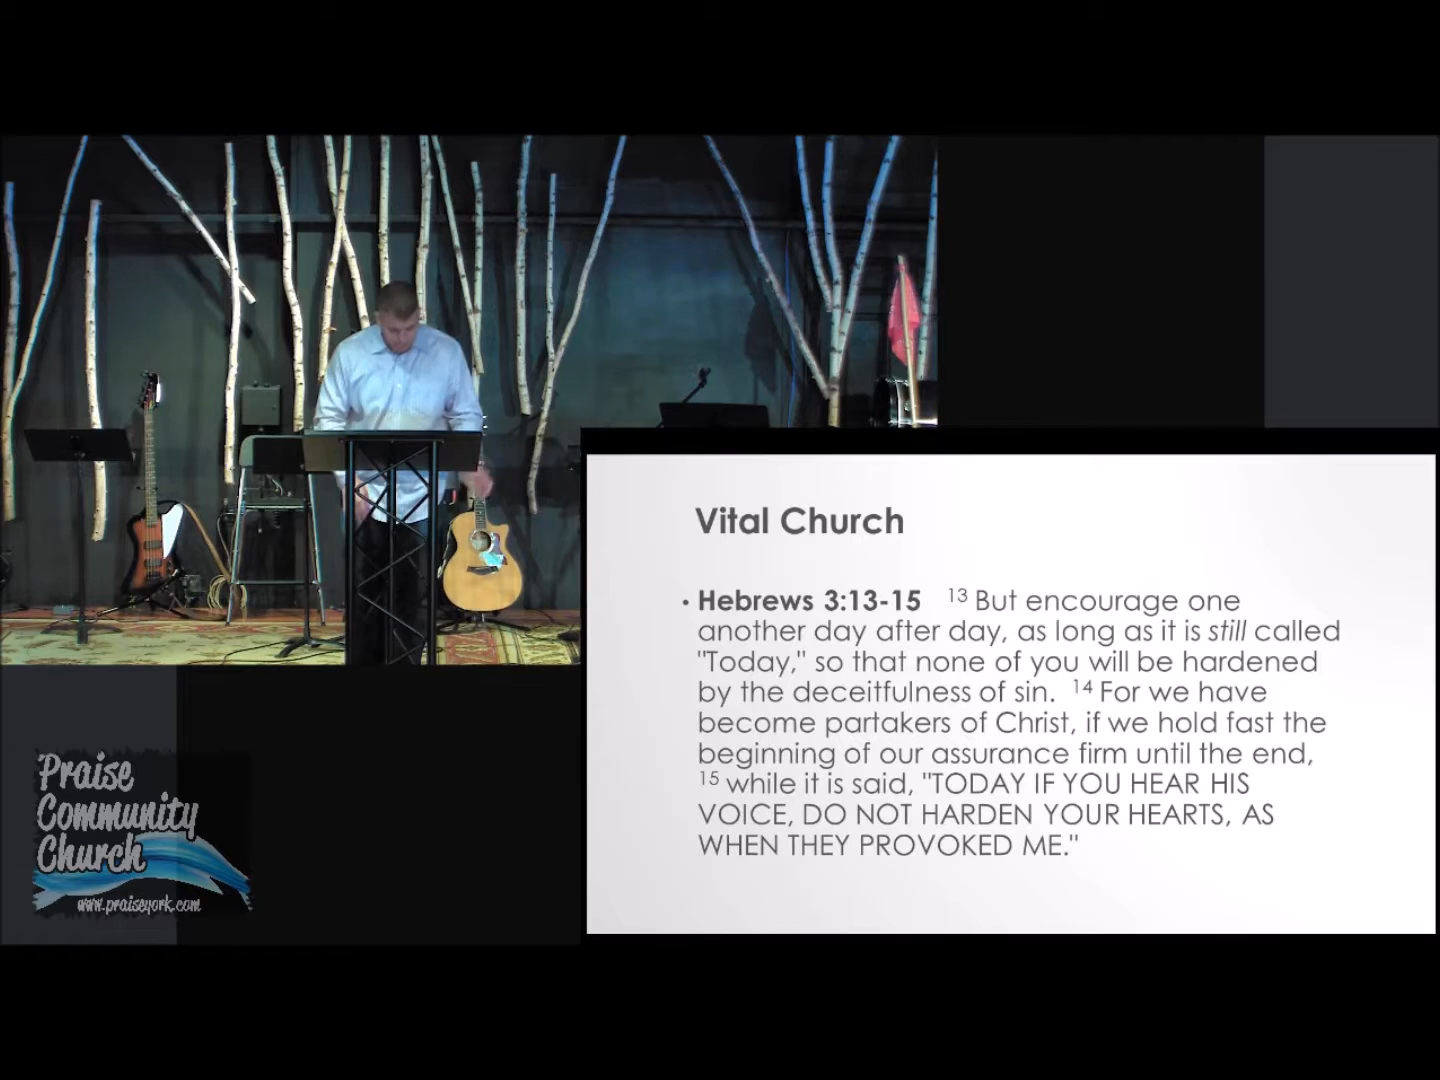 Vital Church
• Hebrews 3:13-15 13 But encourage one
another day after day, as long as it is still called
"Today," so that none of you will be hardened
by the deceitfulness of sin. 14 For we have
become partakers of Christ, if we hold fast the
beginning of our assurance firm until the end,
15 while it is said, "TODAY IF YOU HEAR HIS
VOICE, DO NOT HARDEN YOUR HEARTS, AS
WHEN THEY PROVOKED ME."
Praise
Community
Church
www.praiseyork.com